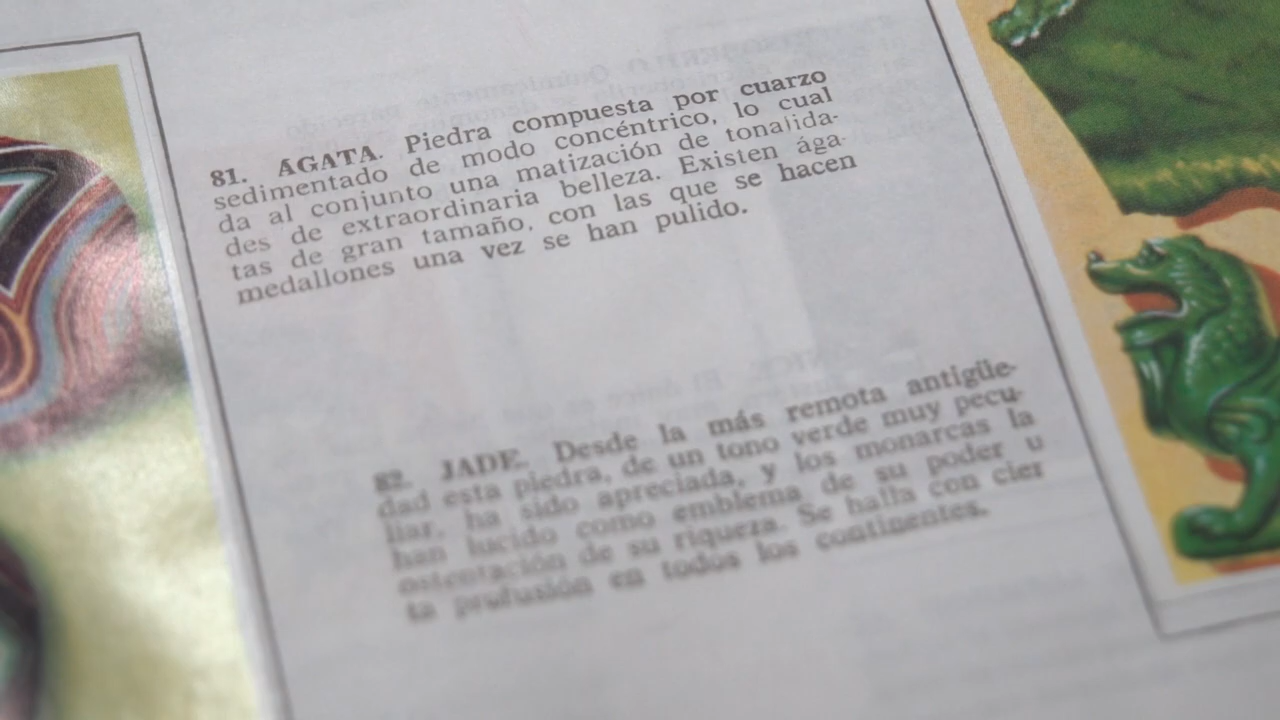 81. AGATA. Piedra compuesta por cuarzo
sedimentado de modo concéntrico, lo cual
da al conjunto una matización de tonalida-
des de extraordinaria belleza. Existen ága-
tas de gran tamaño, con las que se hacen
medallones una vez se han pulido.
82. JADE. Desde la más remota antigüe-
dad esta piedra, de un tono verde muy pecu-
liar, ha sido apreciada, y los monarcas la
han lucido como emblema de su poder u
ostentación de su riqueza. Se halla con cier
ta profusión en todos los continentes.